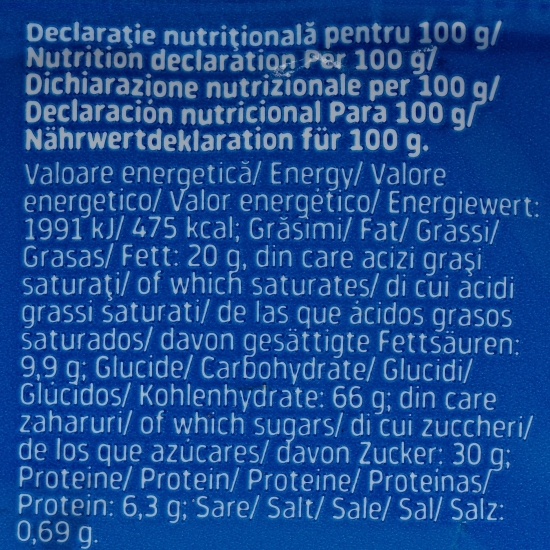 Declaraţie nutriţională pentru 100 g/
Nutrition declaration Per 100 g/
Dichiarazione nutrizionale per 100 g/
Declaración nutricional Para 100 g/
Nährwertdeklaration für 100 g.
Valoare energetică/ Energy/ Valore
energetico/ Valor energético/ Energiewert:
1991 kJ/ 475 kcal; Grăsimi/ Fat/ Grassi/
Grasas/ Fett: 20 g, din care acizi graşi
saturaţi/ of which saturates/ di cui acidi
grassi saturati/ de las que ácidos grasos
saturados/ davon gesättigte Fettsäuren:
9,9 g; Glucide/ Carbohydrate/ Glucidi/
Glúcidos/ Kohlenhydrate: 66 g; din care
zaharuri/ of which sugars/ di cui zuccheri/
de los que azúcares/ davon Zucker: 30 g;
Proteine/ Protein/ Proteine/ Proteínas/
Protein: 6,3 g; Sare/ Salt/ Sale/ Sal/ Salz:
0,69 g.